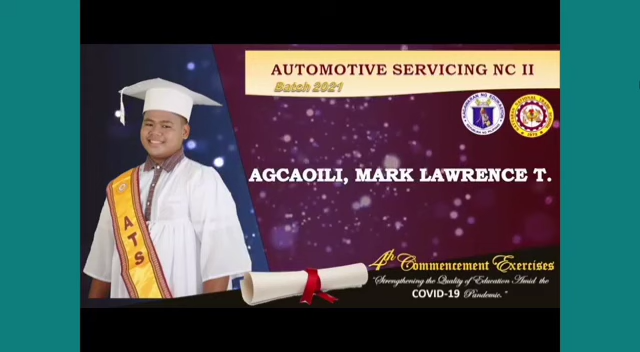 AUTOMOTIVE SERVICING NC II
Batch 2021
AGCAOILI, MARK LAWRENCE T.
ATS
4th Commencement Exercises
"Strengthening the Quality of Education Amid the
COVID-19 Pandemic."